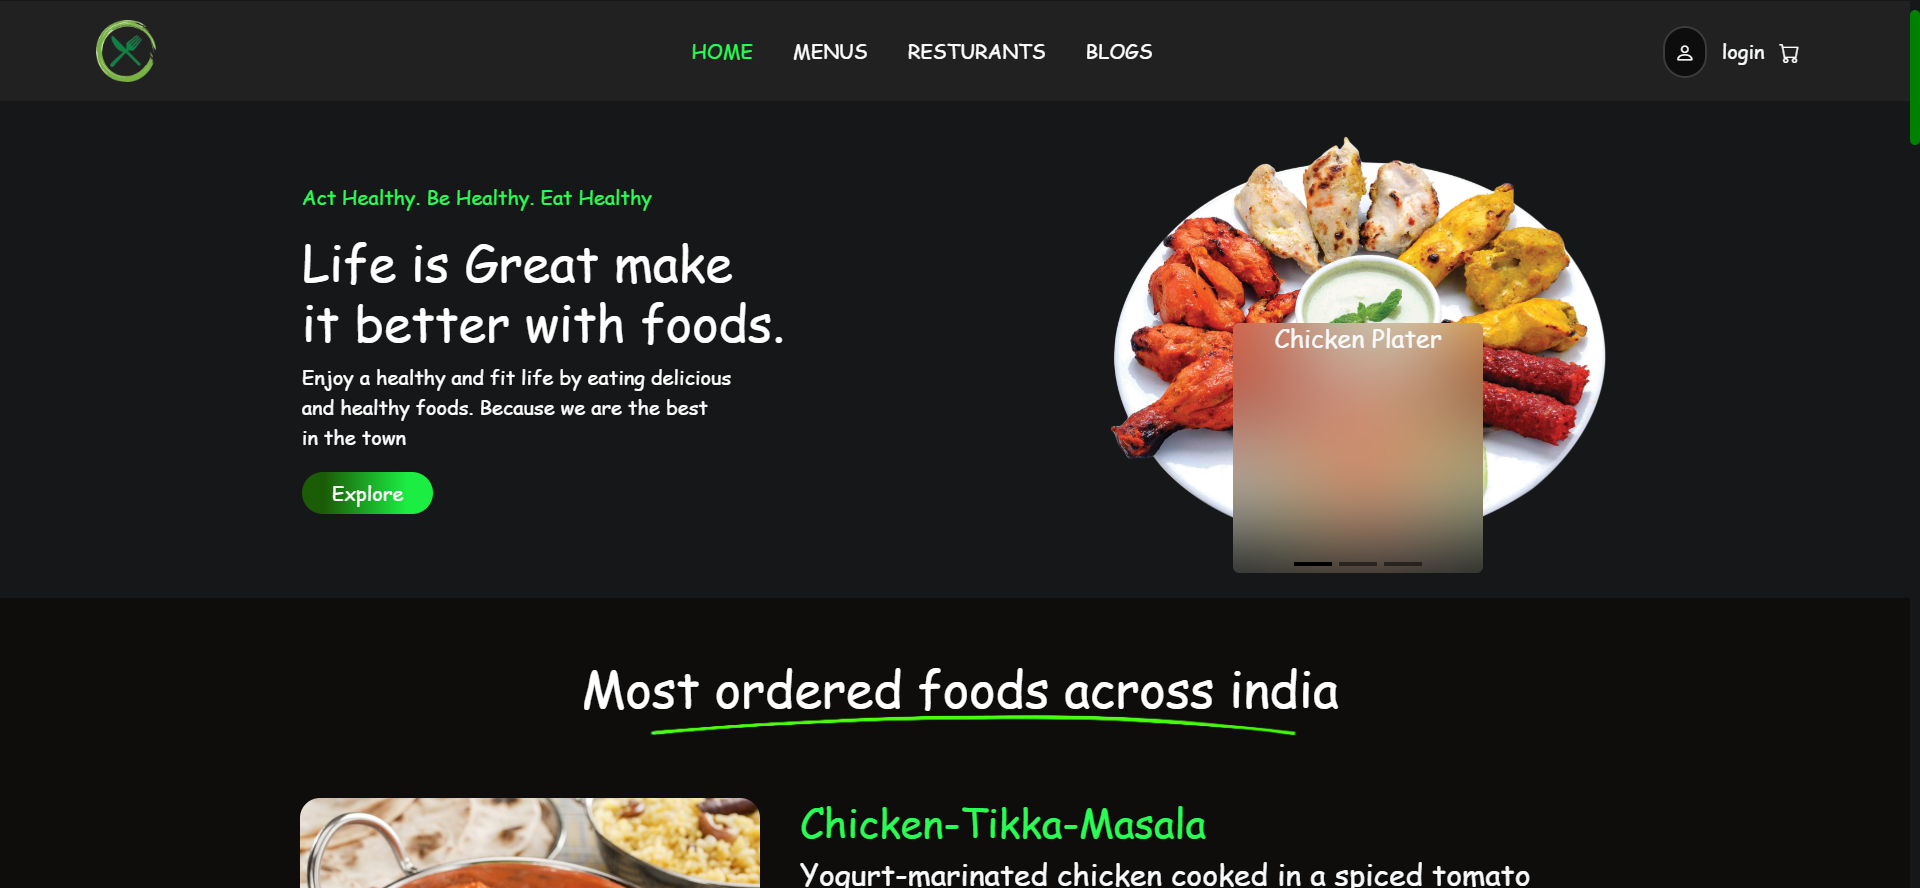 HOME MENUS RESTURANTS BLOGS login
Act Healthy. Be Healthy. Eat Healthy
Life is Great make
it better with foods.
Enjoy a healthy and fit life by eating delicious
and healthy foods. Because we are the best
in the town
Explore
Chicken Plater
Most ordered foods across india
Chicken-Tikka-Masala
Yogurt-marinated chicken cooked in a spiced tomato